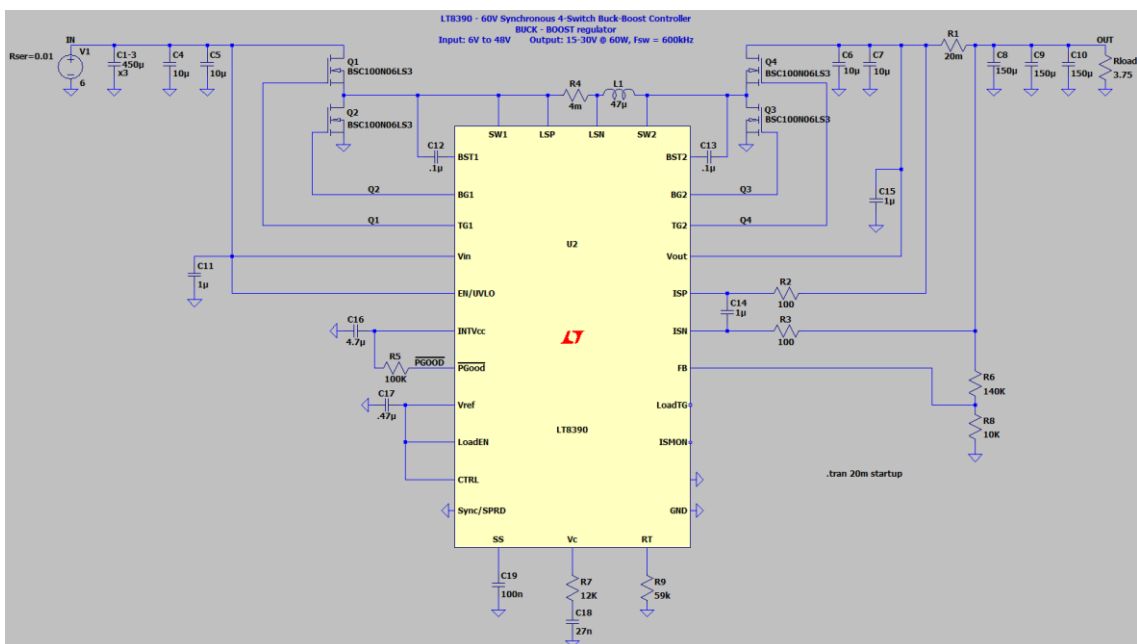 LT8390 - 60V Synchronous 4-Switch Buck-Boost Controller
BUCK - BOOST regulator
Input: 6V to 48V Output: 15-30V @ 60W, Fsw = 600kHz
IN
OUT
Rser=0.01
V1
6
C1-3
450µ
x3
C4
10µ
C5
10µ
Q1
BSC100N06LS3
Q2
BSC100N06LS3
R4
4m
L1
47µ
Q4
BSC100N06LS3
Q3
BSC100N06LS3
C6
10µ
C7
10µ
R1
20m
C8
150µ
C9
150µ
C10
150µ
Rload
3.75
SW1
LSP
LSN
SW2
C12
.1µ
BST1
BST2
C13
.1µ
Q2
BG1
BG2
Q3
Q1
TG1
TG2
Q4
C15
1µ
U2
Vin
Vout
C11
1µ
EN/UVLO
ISP
R2
100
C14
1µ
C16
4.7µ
INTVcc
ISN
R3
100
R5
100K
PGOOD
PGood
FB
R6
140K
C17
.47µ
Vref
LoadTG
R8
10K
LT8390
LoadEN
ISMON
CTRL
.tran 20m startup
Sync/SPRD
GND
SS
Vc
RT
C19
100n
R7
12K
R9
59k
C18
27n